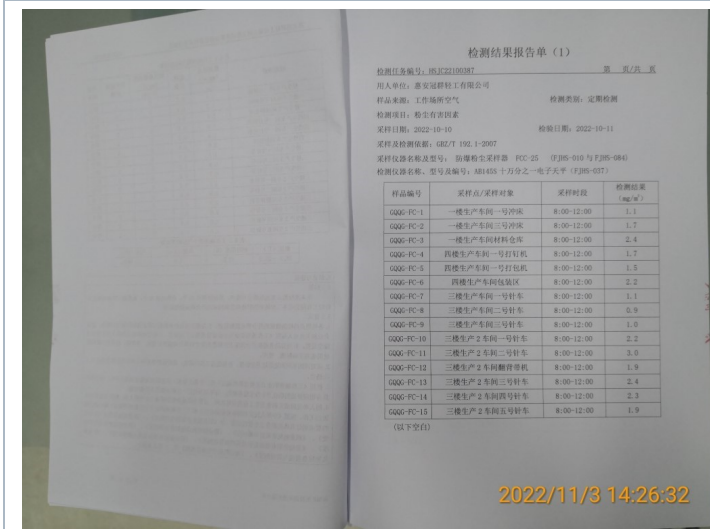 检测结果报告单（1）
检测任务编号：HSJC22100387 第 页/共 页
用人单位：惠安冠群轻工有限公司
样品来源：工作场所空气 检测类别：定期检测
检测项目：粉尘有害因素
采样日期：2022-10-10 检验日期：2022-10-11
采样及检测依据：GBZ/T 192.1-2007
采样仪器名称及型号： 防爆粉尘采样器 FCC-25 （FJHS-010 与 FJHS-084）
检测仪器名称、型号及编号：AB145S 十万分之一电子天平（FJHS-037）
样品编号 采样点/采样对象 采样时段 检测结果（mg/m³）
GQQG-FC-1 一楼生产车间一号冲床 8:00-12:00 1.1
GQQG-FC-2 一楼生产车间三号冲床 8:00-12:00 1.7
GQQG-FC-3 一楼生产车间材料仓库 8:00-12:00 2.4
GQQG-FC-4 四楼生产车间一号打钉机 8:00-12:00 1.7
GQQG-FC-5 四楼生产车间一号打包机 8:00-12:00 1.5
GQQG-FC-6 四楼生产车间包装区 8:00-12:00 2.2
GQQG-FC-7 三楼生产车间一号针车 8:00-12:00 1.1
GQQG-FC-8 三楼生产车间二号针车 8:00-12:00 0.9
GQQG-FC-9 三楼生产车间三号针车 8:00-12:00 1.0
GQQG-FC-10 三楼生产 2 车间一号针车 8:00-12:00 2.2
GQQG-FC-11 三楼生产 2 车间二号针车 8:00-12:00 3.0
GQQG-FC-12 三楼生产 2 车间翻背带机 8:00-12:00 1.9
GQQG-FC-13 三楼生产 2 车间三号针车 8:00-12:00 2.4
GQQG-FC-14 三楼生产 2 车间四号针车 8:00-12:00 2.3
GQQG-FC-15 三楼生产 2 车间五号针车 8:00-12:00 1.9
（以下空白）
2022/11/3 14:26:32